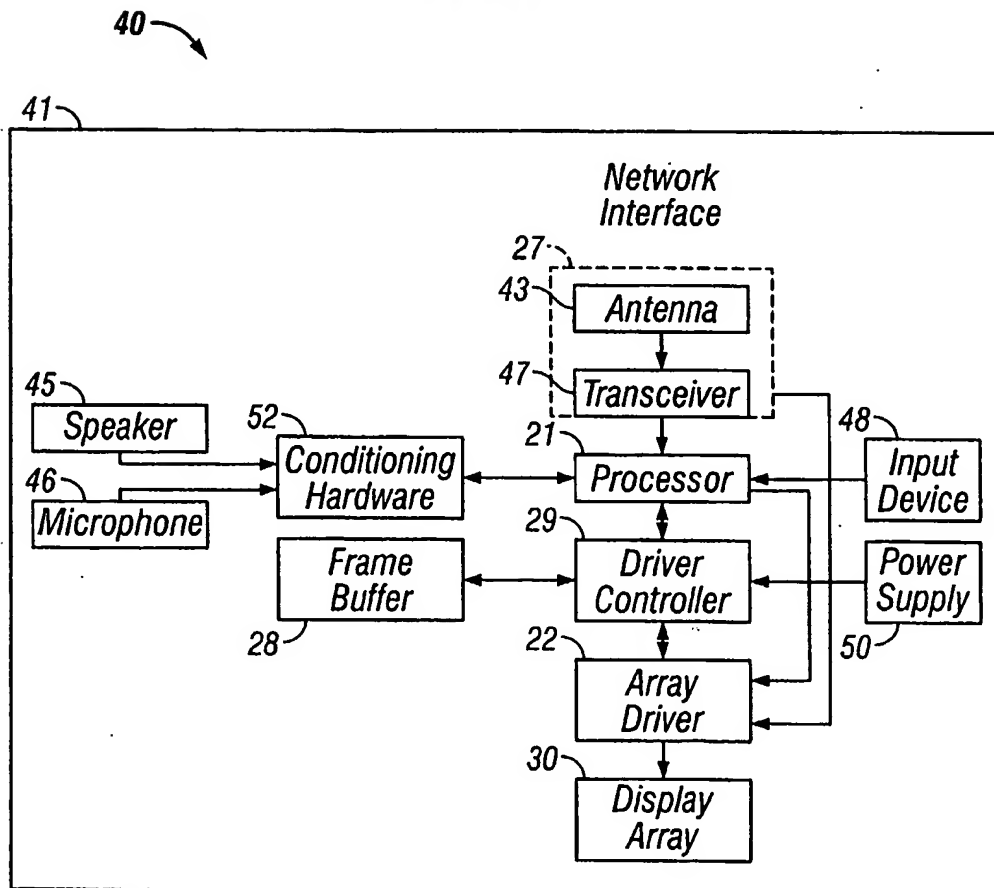 40
41
Network
Interface
27
43
Antenna
47
Transceiver
45
Speaker
52
Conditioning
Hardware
21
Processor
48
Input
Device
46
Microphone
29
Frame
Buffer
28
Driver
Controller
Power
Supply
50
22
Array
Driver
30
Display
Array